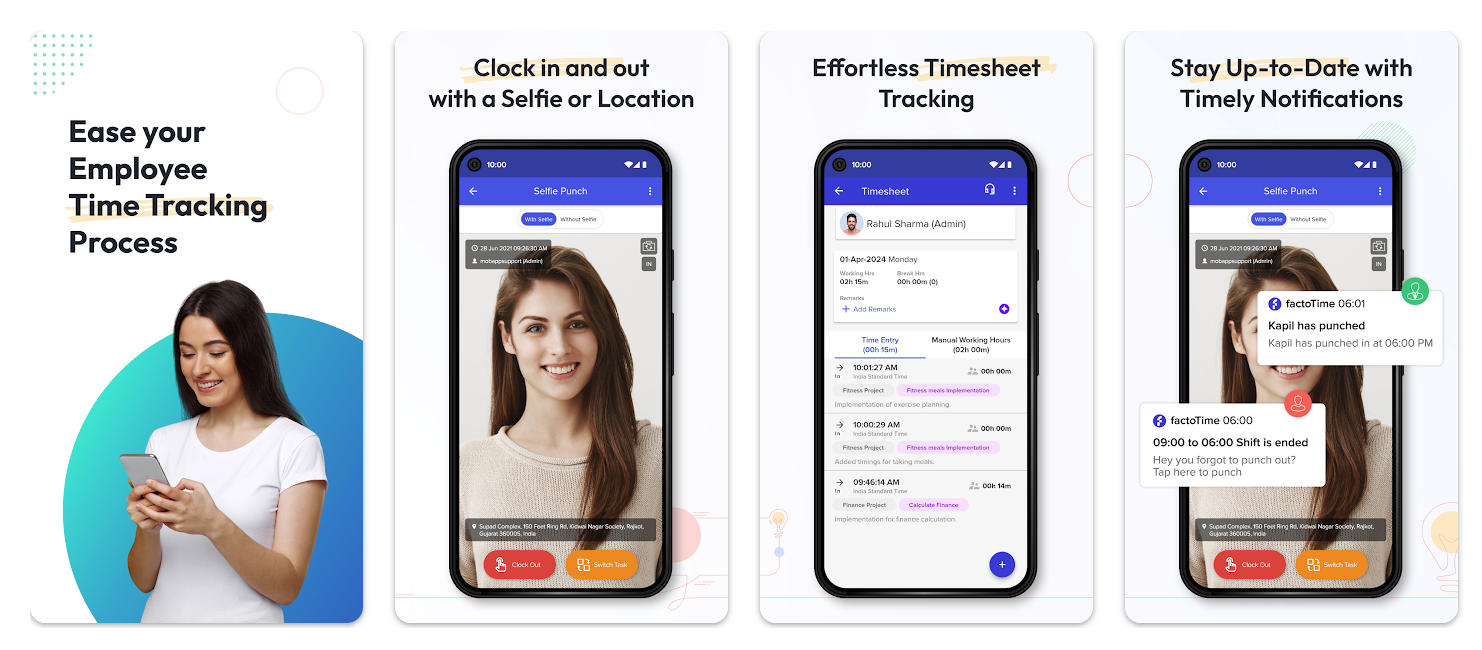 Ease your
Employee
Time Tracking
Process
Clock in and out
with a Selfie or Location
10:00
Selfie Punch
With Selfie
Without Selfie
28 Jun 2021 09:26:30 AM
mobappsupport (Admin)
IN
Supad Complex, 150 Feet Ring Rd, Kidwai Nagar Society, Rajkot,
Gujarat 360005, India
Clock Out
Switch Task
Effortless Timesheet
Tracking
10:00
Timesheet
Rahul Sharma (Admin)
01-Apr-2024 Monday
Working Hrs
Break Hrs
02h 15m
00h 00m (0)
Remarks
Add Remarks
Time Entry
(00h 15m)
Manual Working Hours
(02h 00m)
10:01:27 AM
00h 00m
In
India Standard Time
Fitness Project
Fitness meals Implementation
Implementation of exercise planning.
10:00:29 AM
00h 00m
In
India Standard Time
Fitness Project
Fitness meals Implementation
Added timings for taking meals.
09:46:14 AM
00h 14m
In
India Standard Time
Finance Project
Calculate Finance
Implementation for finance calculation.
Stay Up-to-Date with
Timely Notifications
10:00
Selfie Punch
With Selfie
Without Selfie
28 Jun 2021 09:26:30 AM
mobappsupport (Admin)
IN
factoTime 06:01
Kapil has punched
Kapil has punched in at 06:00 PM
factoTime 06:00
09:00 to 06:00 Shift is ended
Hey you forgot to punch out?
Tap here to punch
Supad Complex, 150 Feet Ring Rd, Kidwai Nagar Society, Rajkot,
Gujarat 360005, India
Clock Out
Switch Task